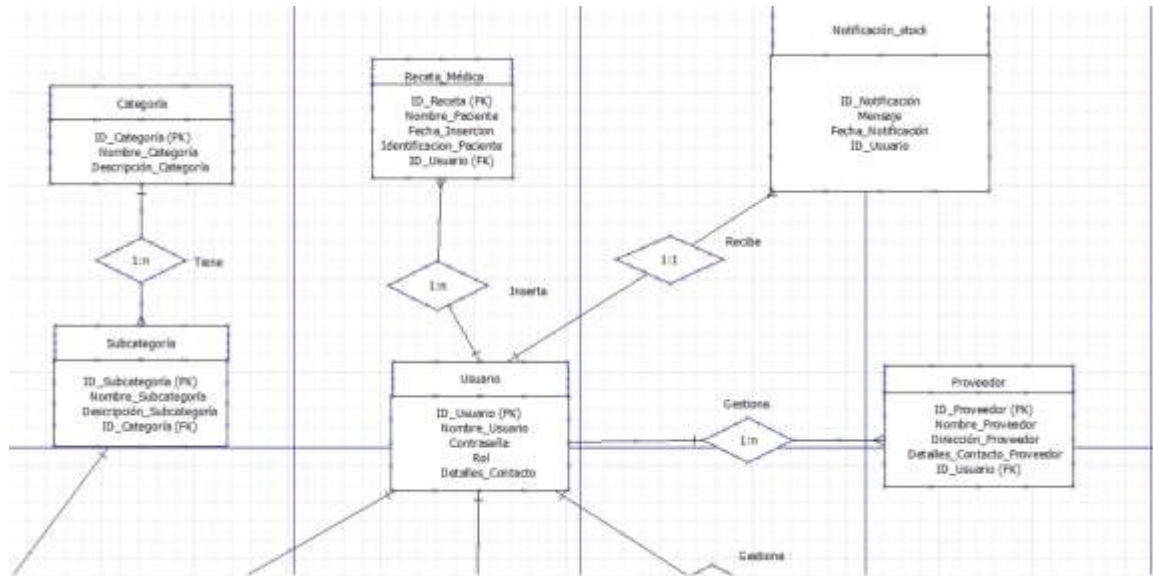 Notificación_stock
ID_Notificación
Mensaje
Fecha_Notificación
ID_Usuario
Receta_Médica
ID_Receta (PK)
Nombre_Paciente
Fecha_Insercion
Identificacion_Paciente
ID_Usuario (FK)
Categoría
ID_Categoría (PK)
Nombre_Categoría
Descripción_Categoría
1:n
Tiene
1:n
Inserta
1:1
Recibe
Subcategoría
ID_Subcategoría (PK)
Nombre_Subcategoría
Descripción_Subcategoría
ID_Categoría (FK)
Usuario
ID_Usuario (PK)
Nombre_Usuario
Contraseña
Rol
Detalles_Contacto
Gestiona
1:n
Proveedor
ID_Proveedor (PK)
Nombre_Proveedor
Dirección_Proveedor
Detalles_Contacto_Proveedor
ID_Usuario (FK)
Gestiona